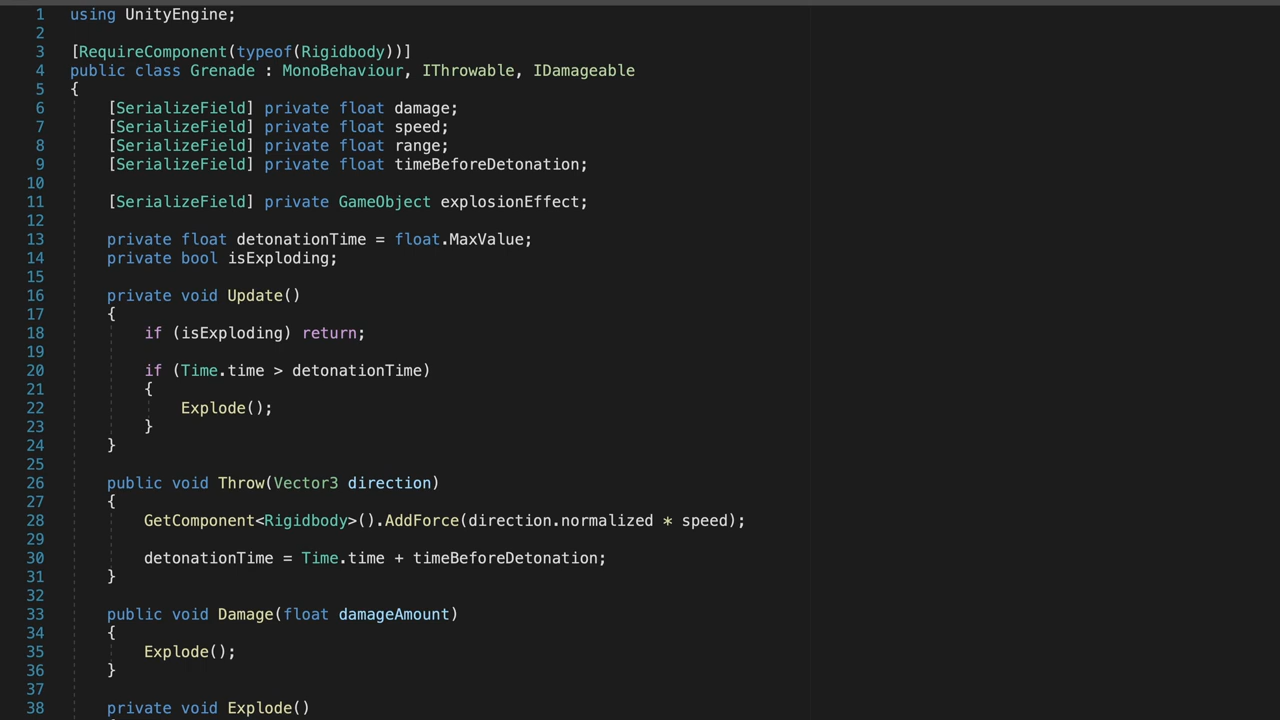 1 using UnityEngine;
2
3 [RequireComponent(typeof(Rigidbody))]
4 public class Grenade : MonoBehaviour, IThrowable, IDamageable
5 {
6 [SerializeField] private float damage;
7 [SerializeField] private float speed;
8 [SerializeField] private float range;
9 [SerializeField] private float timeBeforeDetonation;
10
11 [SerializeField] private GameObject explosionEffect;
12
13 private float detonationTime = float.MaxValue;
14 private bool isExploding;
15
16 private void Update()
17 {
18 if (isExploding) return;
19
20 if (Time.time > detonationTime)
21 {
22 Explode();
23 }
24 }
25
26 public void Throw(Vector3 direction)
27 {
28 GetComponent<Rigidbody>().AddForce(direction.normalized * speed);
29
30 detonationTime = Time.time + timeBeforeDetonation;
31 }
32
33 public void Damage(float damageAmount)
34 {
35 Explode();
36 }
37
38 private void Explode()